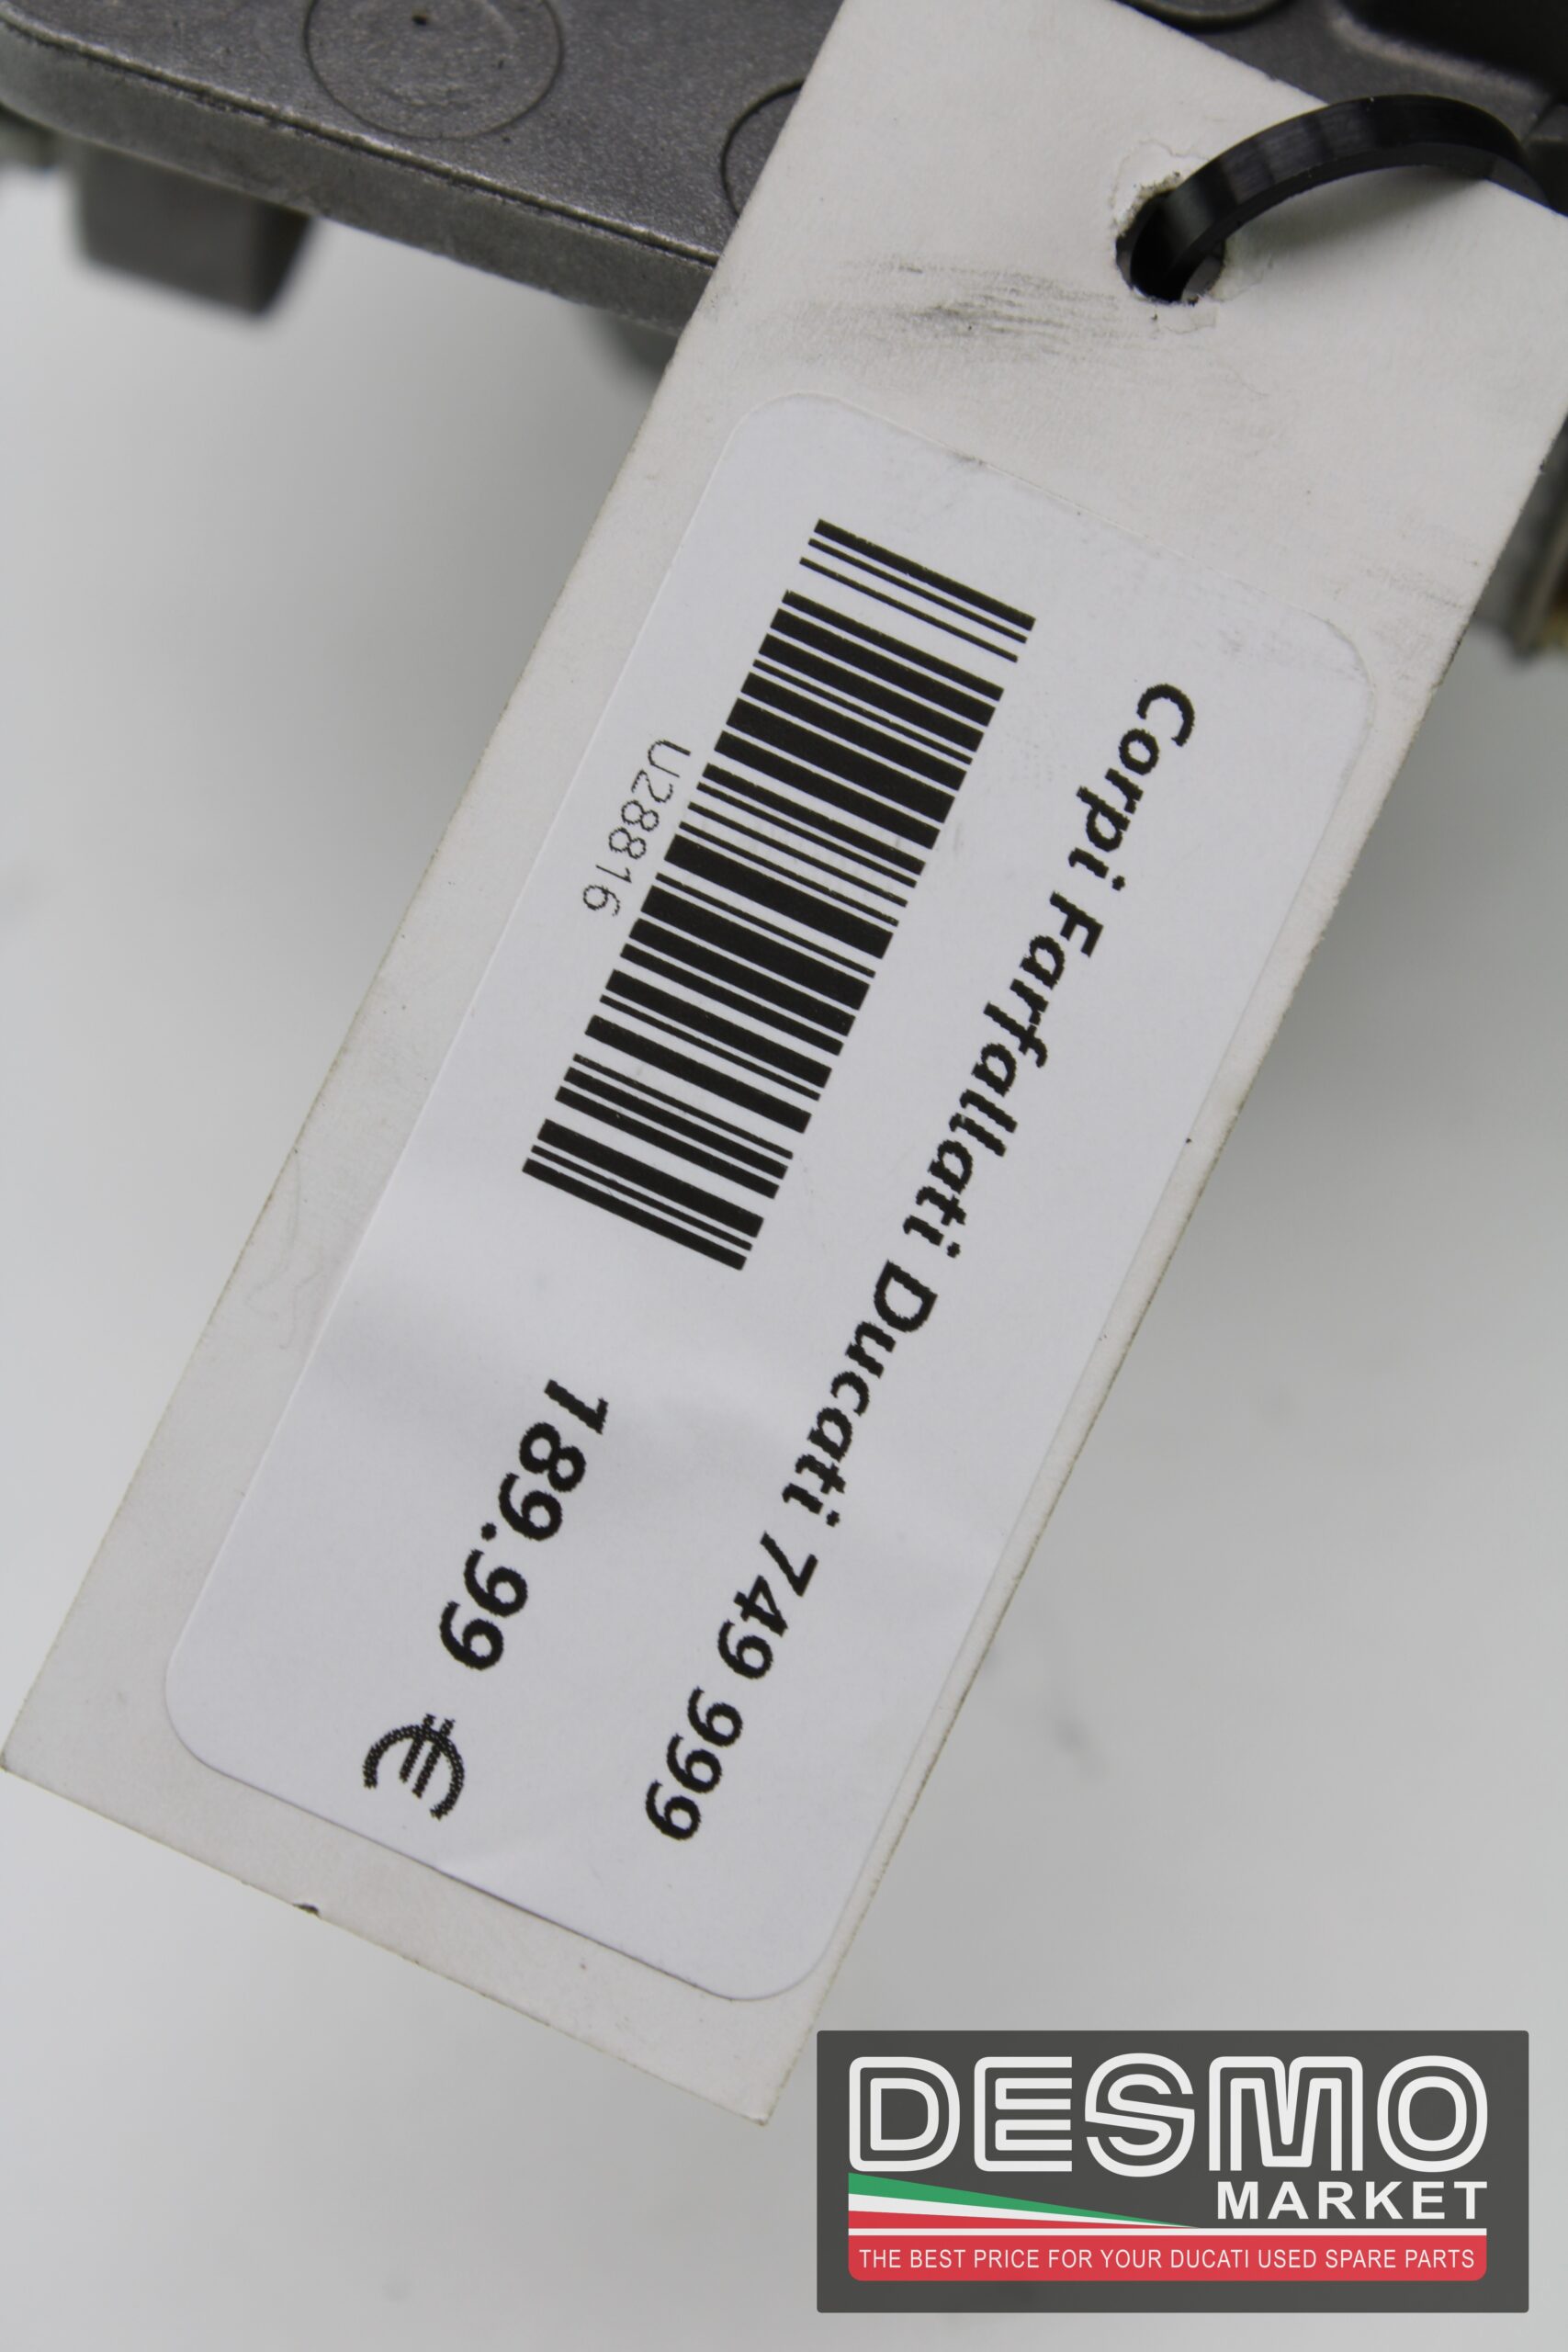 Corpi Farfallati Ducati 749 999
U28816
189.99 €
DESMO
MARKET
THE BEST PRICE FOR YOUR DUCATI USED SPARE PARTS